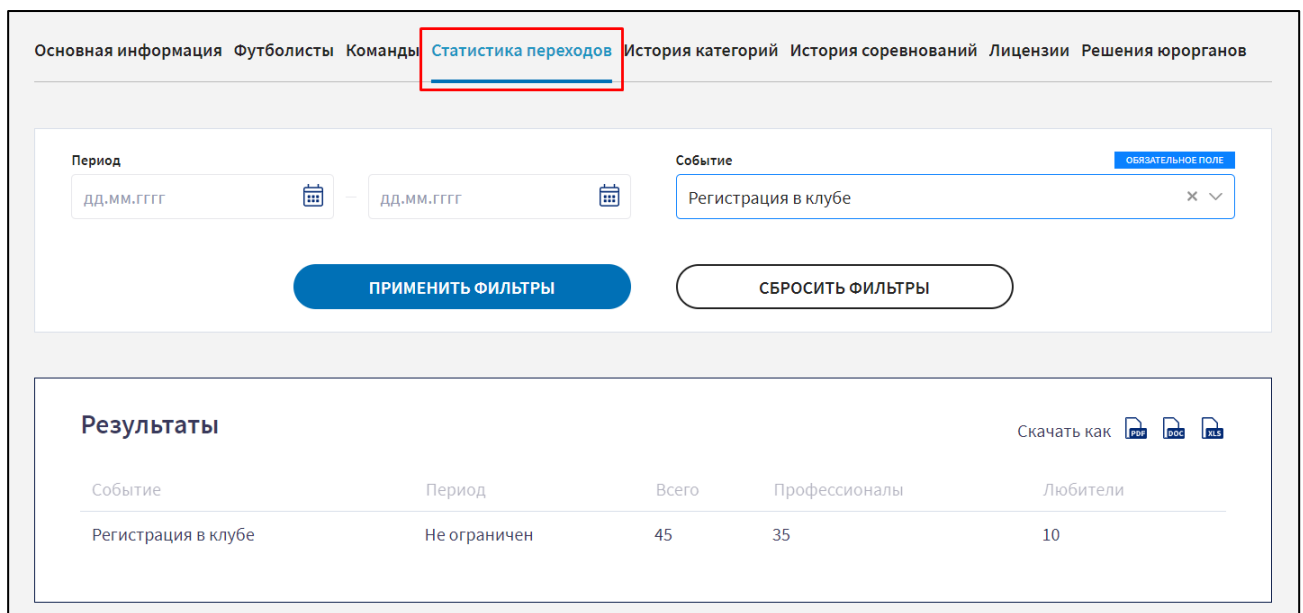 Основная информация Футболисты Команды Статистика переходов История категорий История соревнований Лицензии Решения юрорганов
Период Событие ОБЯЗАТЕЛЬНОЕ ПОЛЕ
дд.мм.гггг – дд.мм.гггг Регистрация в клубе
ПРИМЕНИТЬ ФИЛЬТРЫ СБРОСИТЬ ФИЛЬТРЫ
Результаты Скачать как PDF DOC XLS
Событие Период Всего Профессионалы Любители
Регистрация в клубе Не ограничен 45 35 10